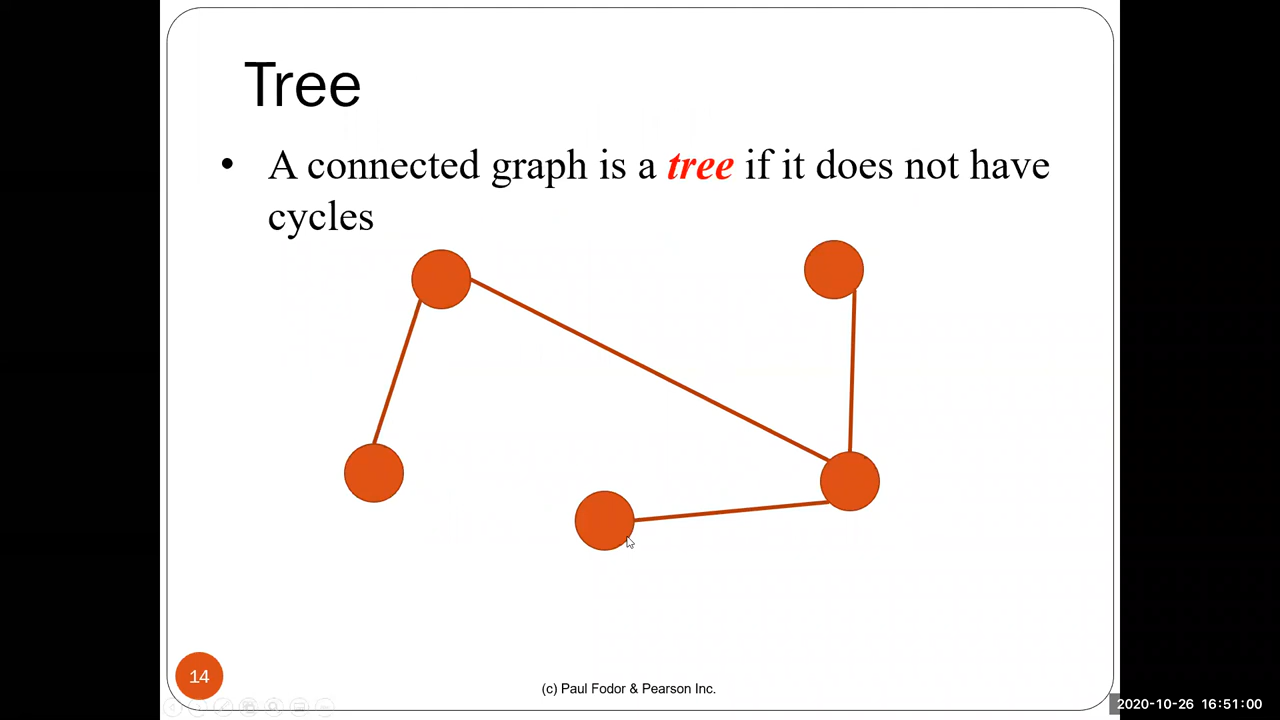 Tree
• A connected graph is a tree if it does not have
cycles
14
(c) Paul Fodor & Pearson Inc.
2020-10-26 16:51:00